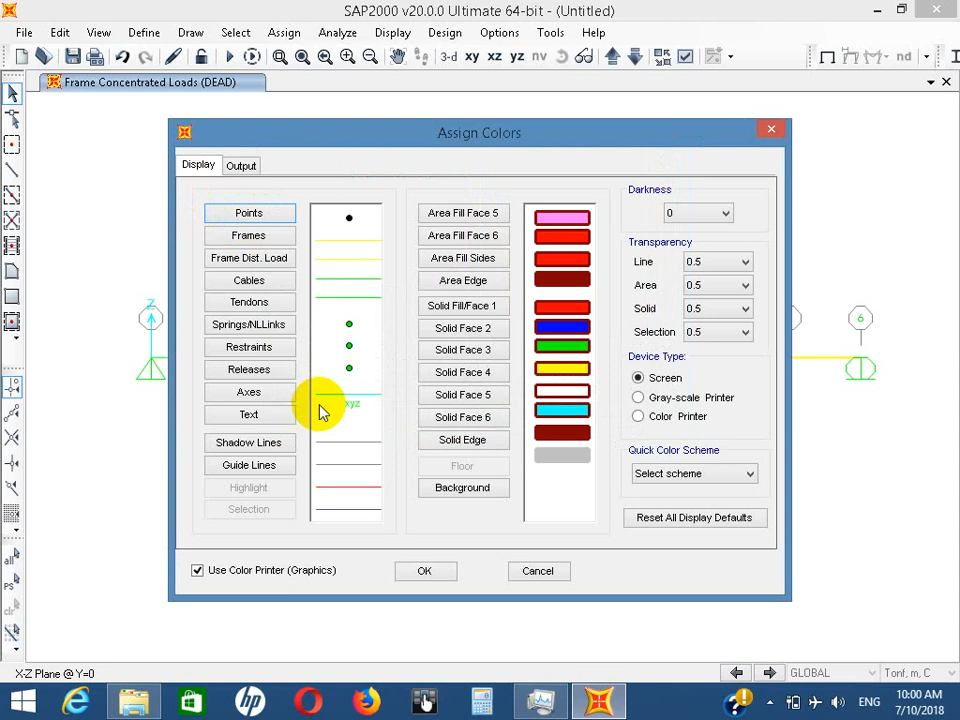 SAP2000 v20.0.0 Ultimate 64-bit - (Untitled)
File Edit View Define Draw Select Assign Analyze Display Design Options Tools Help
3-d xy xz yz nv nd
Frame Concentrated Loads (DEAD)
Assign Colors
Display Output
Points
Frames
Frame Dist. Load
Cables
Tendons
Springs/NLLinks
Restraints
Releases
Axes
Text
Shadow Lines
Guide Lines
Highlight
Selection
xyz
Area Fill Face 5
Area Fill Face 6
Area Fill Sides
Area Edge
Solid Fill/Face 1
Solid Face 2
Solid Face 3
Solid Face 4
Solid Face 5
Solid Face 6
Solid Edge
Floor
Background
Darkness
0
Transparency
Line 0.5
Area 0.5
Solid 0.5
Selection 0.5
Device Type:
Screen
Gray-scale Printer
Color Printer
Quick Color Scheme
Select scheme
Reset All Display Defaults
Use Color Printer (Graphics)
OK
Cancel
Z
6
all
PS
clr
X-Z Plane @ Y=0
GLOBAL
Tonf, m, C
ENG
10:00 AM
7/10/2018